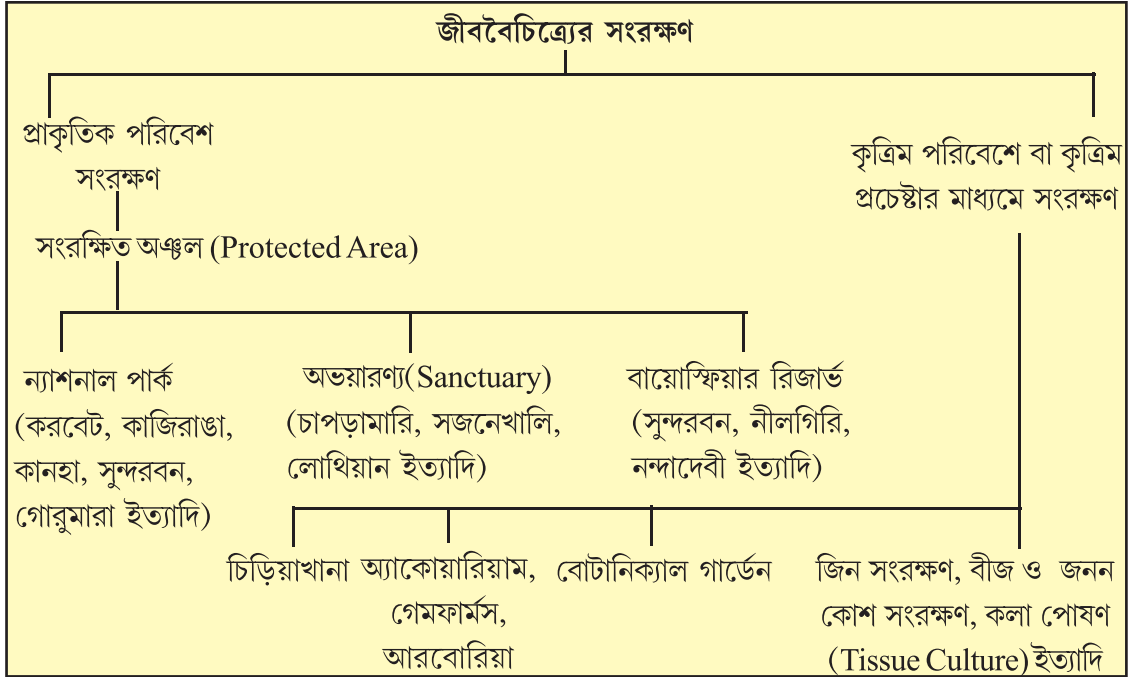 জীববৈচিত্র্যের সংরক্ষণ
প্রাকৃতিক পরিবেশ
সংরক্ষণ
কৃত্রিম পরিবেশে বা কৃত্রিম
প্রচেষ্টার মাধ্যমে সংরক্ষণ
সংরক্ষিত অঞ্চল (Protected Area)
ন্যাশনাল পার্ক
(করবেট, কাজিরাঙা,
কানহা, সুন্দরবন,
গোরুমারা ইত্যাদি)
অভয়ারণ্য(Sanctuary)
(চাপড়ামারি, সজনেখালি,
লোথিয়ান ইত্যাদি)
বায়োস্ফিয়ার রিজার্ভ
(সুন্দরবন, নীলগিরি,
নন্দাদেবী ইত্যাদি)
চিড়িয়াখানা
অ্যাকোয়ারিয়াম,
গেমফার্মস,
আরবোরিয়া
বোটানিক্যাল গার্ডেন
জিন সংরক্ষণ, বীজ ও জনন
কোশ সংরক্ষণ, কলা পোষণ
(Tissue Culture) ইত্যাদি